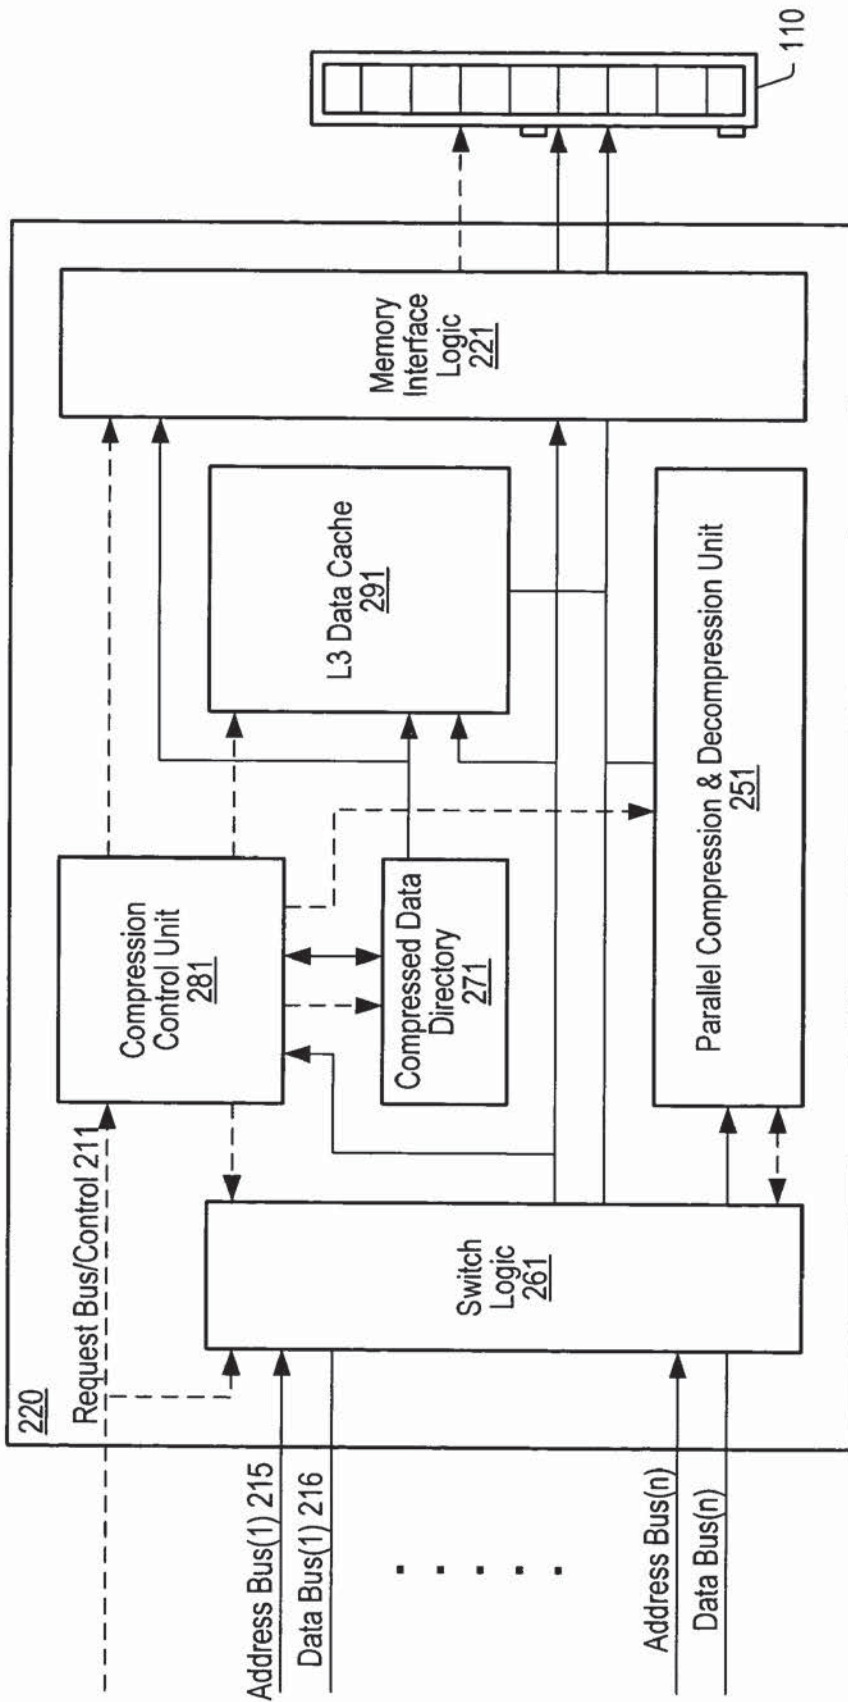 220
Request Bus/Control 211
Address Bus(1) 215
Data Bus(1) 216
Address Bus(n)
Data Bus(n)
Switch
Logic
261
Compression
Control Unit
281
Compressed Data
Directory
271
L3 Data Cache
291
Parallel Compression & Decompression Unit
251
Memory
Interface
Logic
221
110